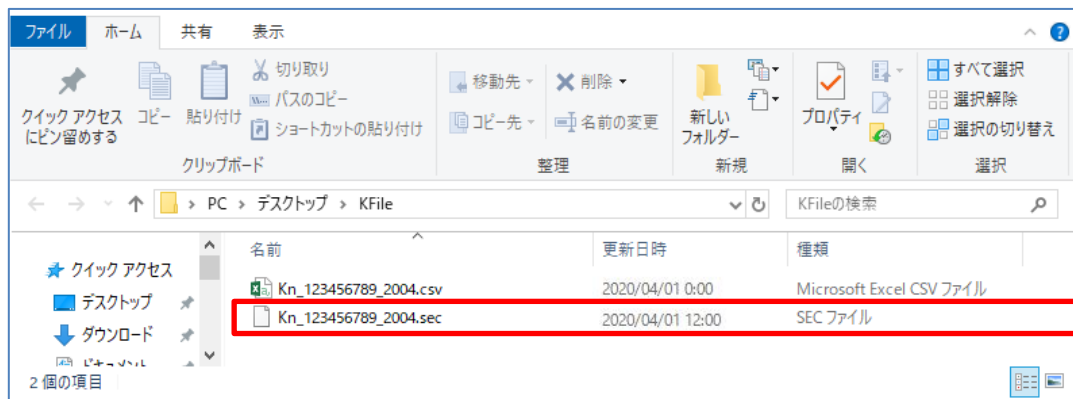 ファイル ホーム 共有 表示
クイック アクセス
にピン留めする
コピー
貼り付け
切り取り
パスのコピー
ショートカットの貼り付け
クリップボード
移動先
コピー先
削除
名前の変更
整理
新しい
フォルダー
新規
プロパティ
開く
すべて選択
選択解除
選択の切り替え
選択
PC › デスクトップ › KFile
KFileの検索
名前 更新日時 種類
クイック アクセス
デスクトップ
ダウンロード
ドキュメント
Kn_123456789_2004.csv 2020/04/01 0:00 Microsoft Excel CSV ファイル
Kn_123456789_2004.sec 2020/04/01 12:00 SEC ファイル
2 個の項目